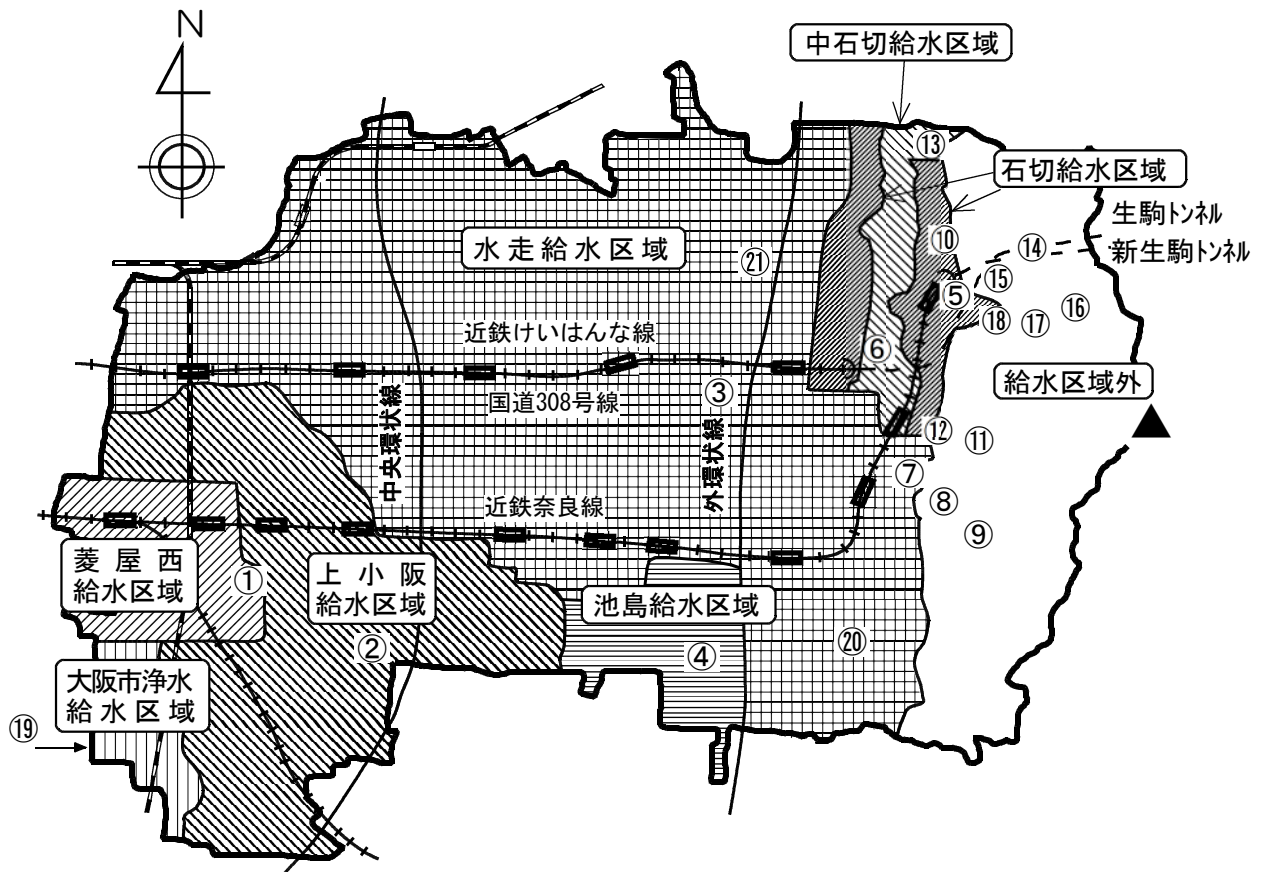 N
中石切給水区域
⑬
石切給水区域
生駒トンネル
新生駒トンネル
水走給水区域
㉑
⑩
⑭
⑤
⑮
⑯
⑱
⑰
近鉄けいはんな線
⑥
国道308号線
③
給水区域外
中央環状線
外環状線
⑫
⑪
⑦
⑧
⑨
近鉄奈良線
菱屋西
給水区域
①
上小阪
給水区域
池島給水区域
②
④
⑳
大阪市浄水
給水区域
⑲